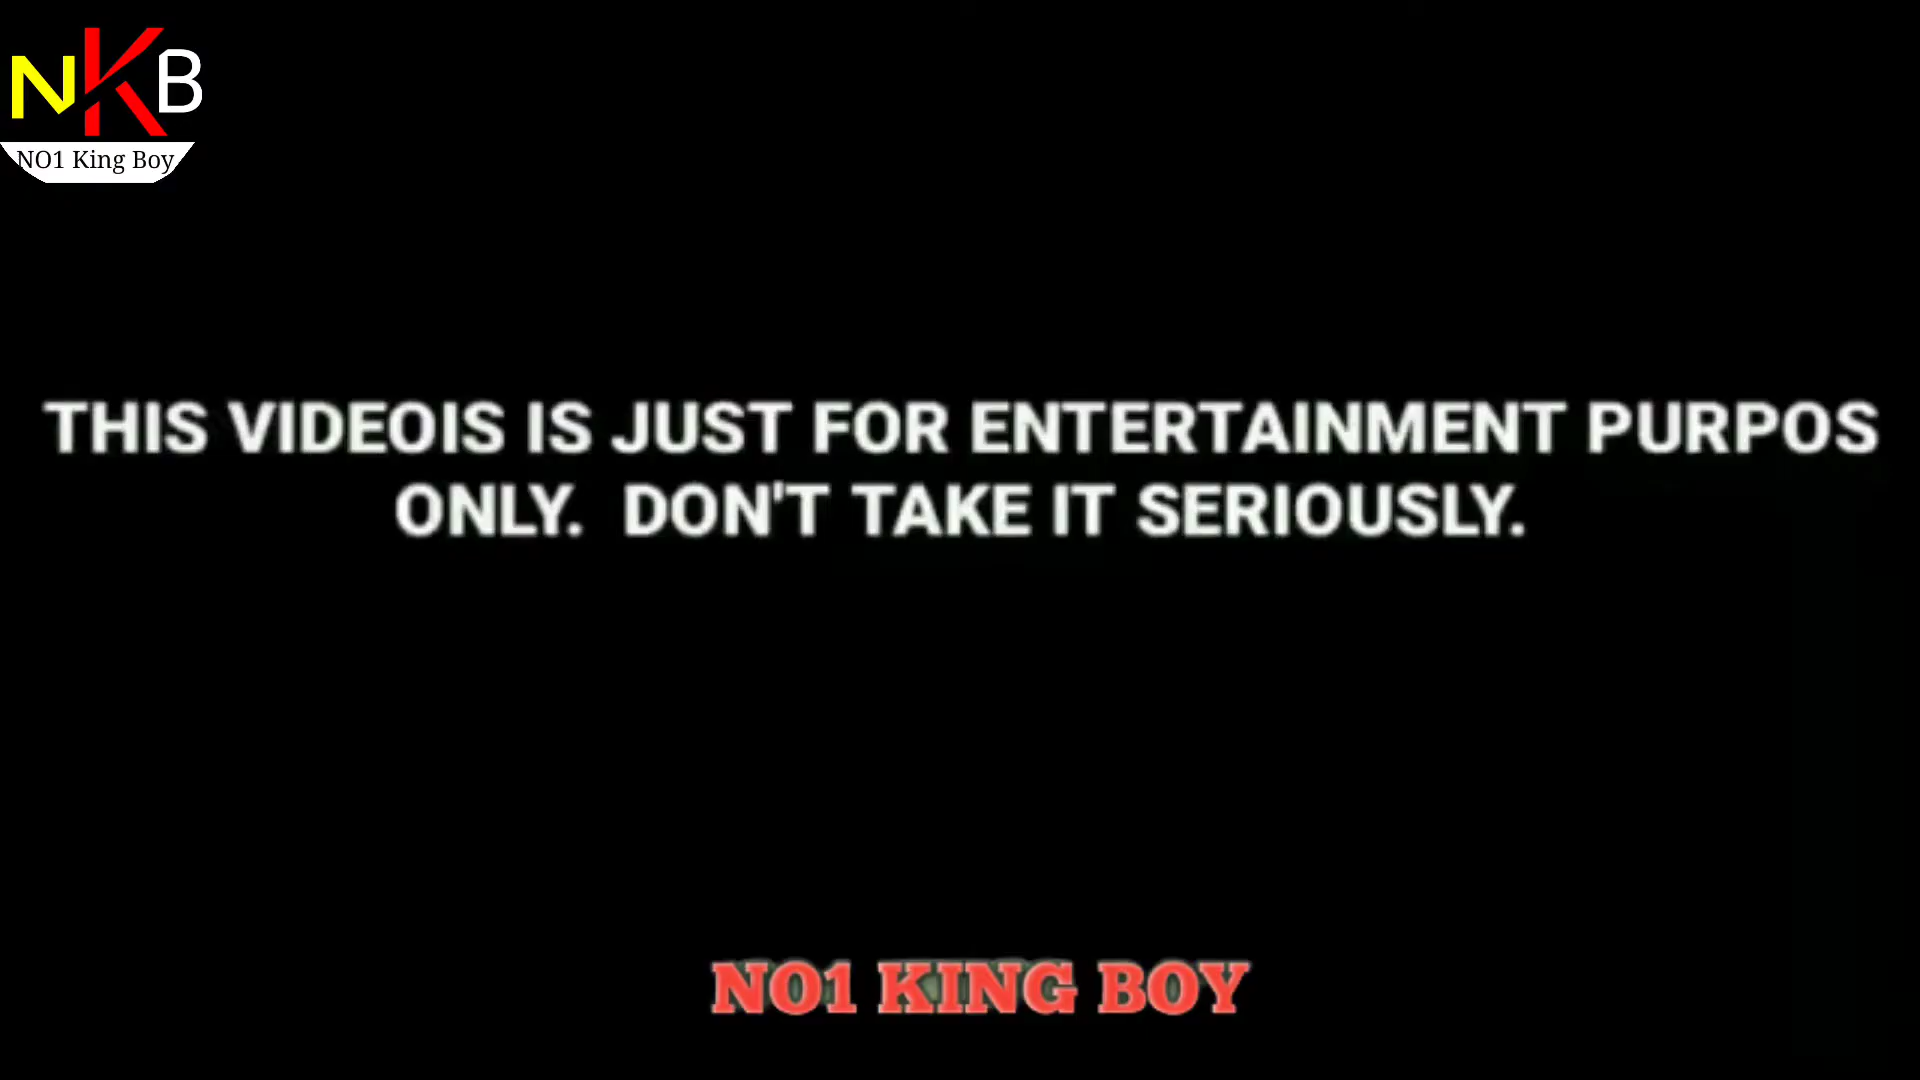 NKB
NO1 King Boy
THIS VIDEOIS IS JUST FOR ENTERTAINMENT PURPOS
ONLY. DON'T TAKE IT SERIOUSLY.
NO1 KING BOY